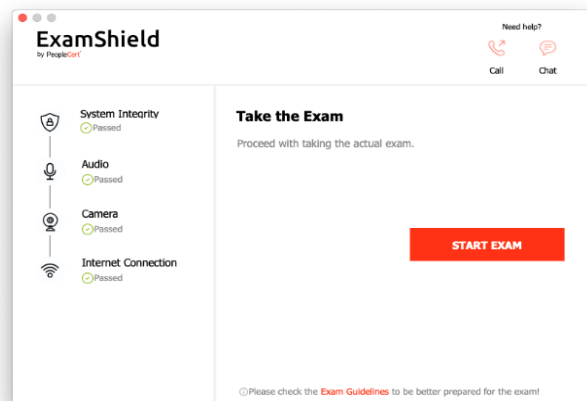 ExamShield
by PeopleCert
Need help?
Call
Chat
System Integrity
Passed
Audio
Passed
Camera
Passed
Internet Connection
Passed
Take the Exam
Proceed with taking the actual exam.
START EXAM
Please check the Exam Guidelines to be better prepared for the exam!